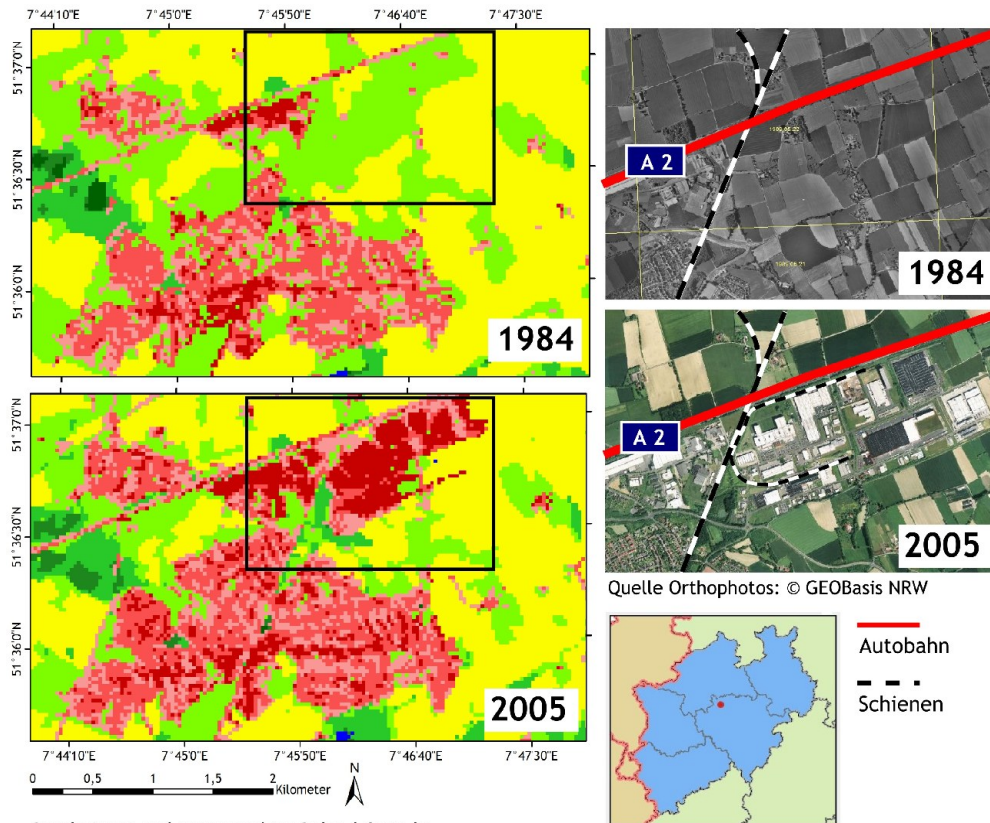 7°44'10"E 7°45'0"E 7°45'50"E 7°46'40"E 7°47'30"E
51°37'0"N
51°36'30"N
51°36'0"N
1984
A 2
1984
51°37'0"N
51°36'30"N
51°36'0"N
2005
A 2
2005
7°44'10"E 7°45'0"E 7°45'50"E 7°46'40"E 7°47'30"E
Quelle Orthophotos: © GEOBasis NRW
Autobahn
Schienen
0 0,5 1 1,5 2
Kilometer
N